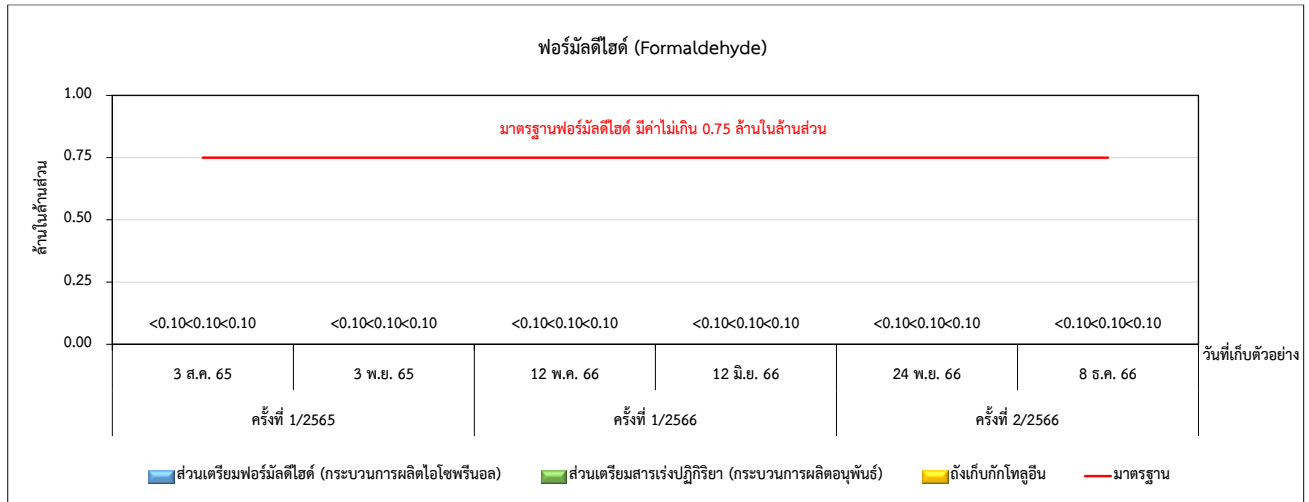 ฟอร์มัลดีไฮด์ (Formaldehyde)
1.00
มาตรฐานฟอร์มัลดีไฮด์ มีค่าไม่เกิน 0.75 ล้านในล้านส่วน
0.75
0.50
0.25
0.00
ล้านในล้านส่วน
<0.10<0.10<0.10 <0.10<0.10<0.10 <0.10<0.10<0.10 <0.10<0.10<0.10 <0.10<0.10<0.10 <0.10<0.10<0.10
วันที่เก็บตัวอย่าง
3 ส.ค. 65 3 พ.ย. 65 12 พ.ค. 66 12 มิ.ย. 66 24 พ.ย. 66 8 ธ.ค. 66
ครั้งที่ 1/2565 ครั้งที่ 1/2566 ครั้งที่ 2/2566
ส่วนเตรียมฟอร์มัลดีไฮด์ (กระบวนการผลิตไอโซพรีนอล) ส่วนเตรียมสารเร่งปฏิกิริยา (กระบวนการผลิตอนุพันธ์) ถังเก็บกักโทลูอีน มาตรฐาน